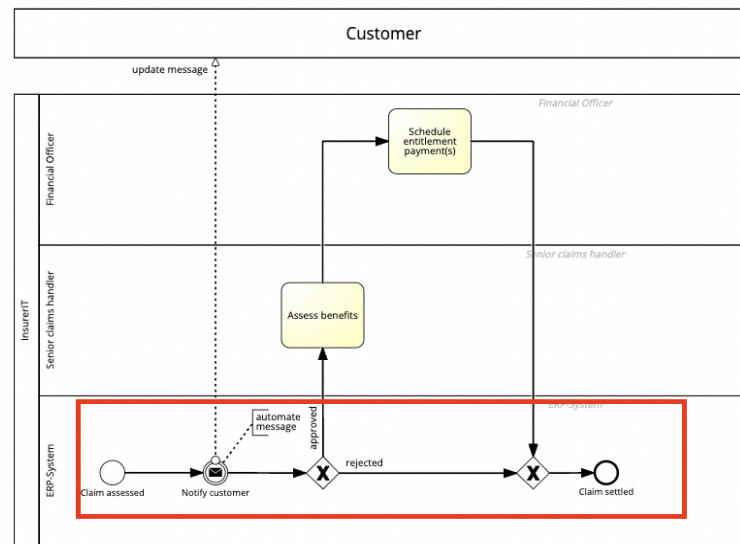 Customer
update message
Financial Officer
Financial Officer
Schedule
entitlement
payment(s)
InsurerIT
Senior claims handler
Senior claims handler
Assess benefits
ERP-System
ERP-System
automate
message
approved
rejected
Claim assessed
Notify customer
Claim settled